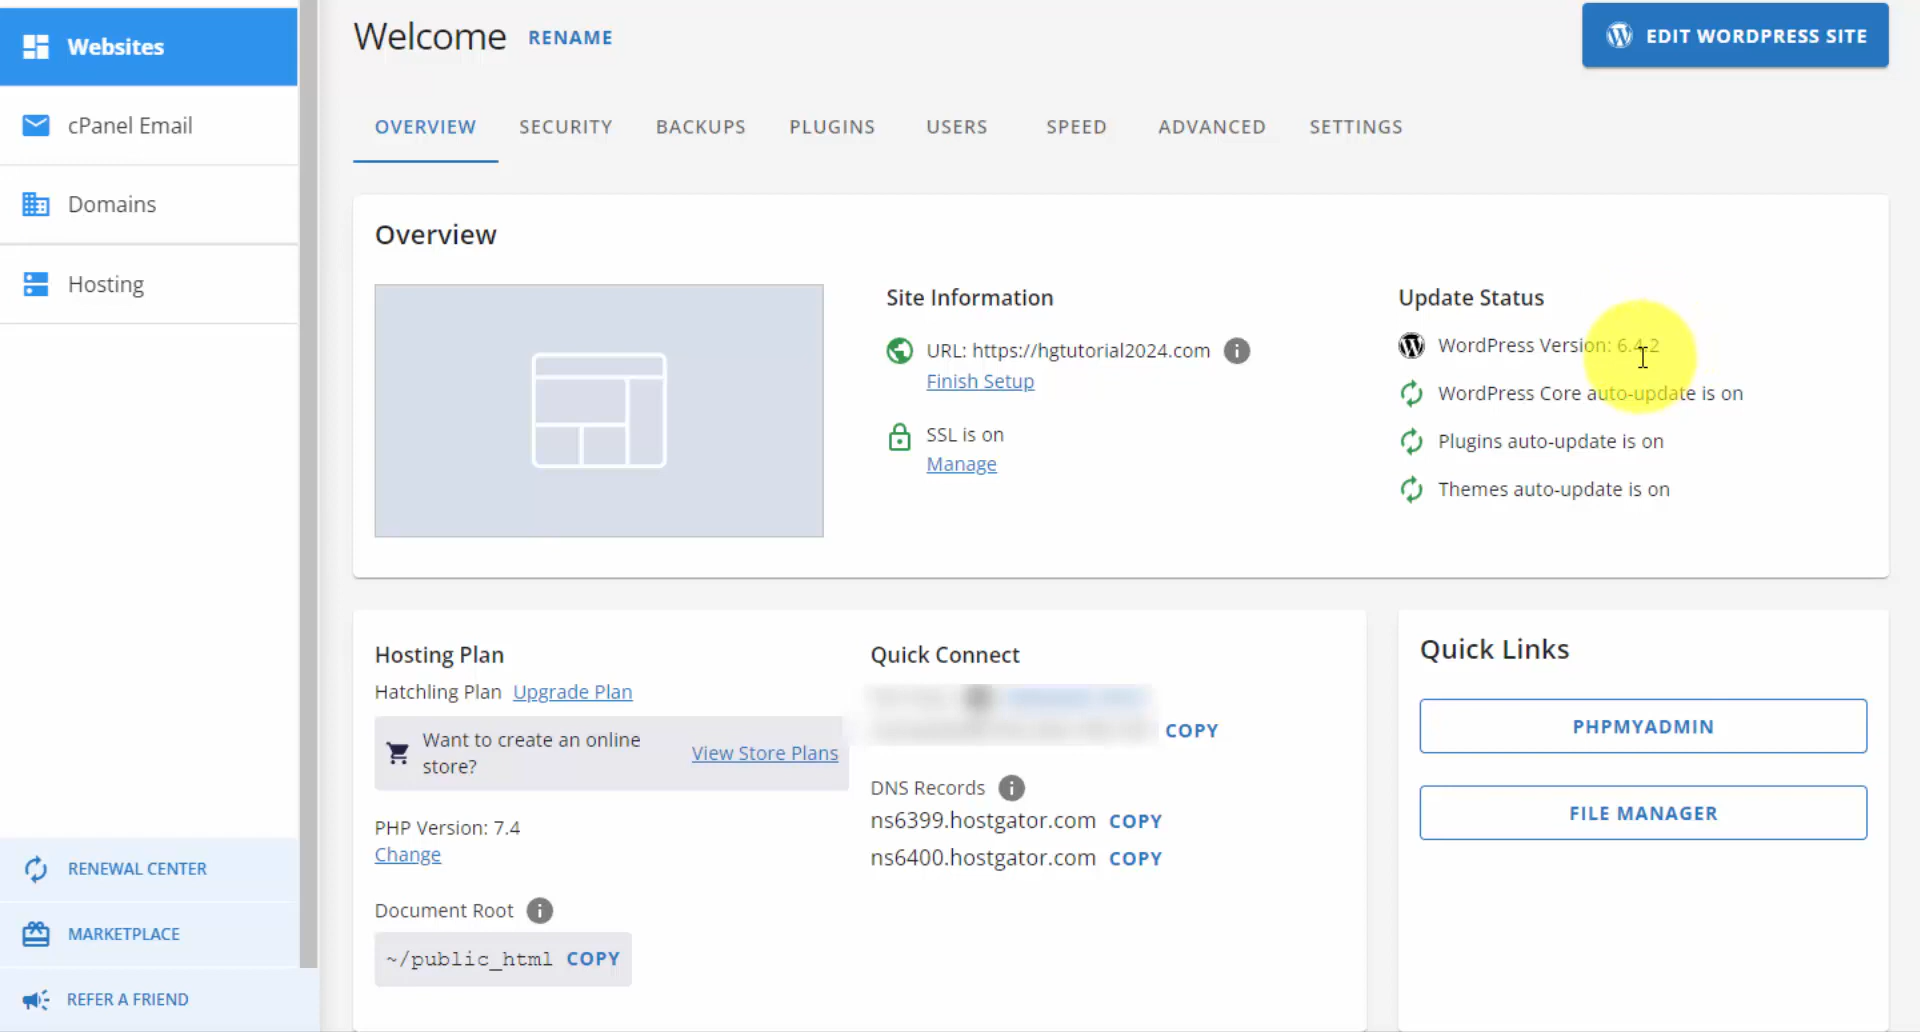 Websites
cPanel Email
Domains
Hosting
RENEWAL CENTER
MARKETPLACE
REFER A FRIEND
Welcome RENAME
EDIT WORDPRESS SITE
OVERVIEW SECURITY BACKUPS PLUGINS USERS SPEED ADVANCED SETTINGS
Overview
Site Information
URL: https://hgtutorial2024.com
Finish Setup
SSL is on
Manage
Update Status
WordPress Version: 6.4.2
WordPress Core auto-update is on
Plugins auto-update is on
Themes auto-update is on
Hosting Plan
Hatchling Plan Upgrade Plan
Want to create an online
store?
View Store Plans
PHP Version: 7.4
Change
Document Root
~/public_html COPY
Quick Connect
COPY
DNS Records
ns6399.hostgator.com COPY
ns6400.hostgator.com COPY
Quick Links
PHPMYADMIN
FILE MANAGER